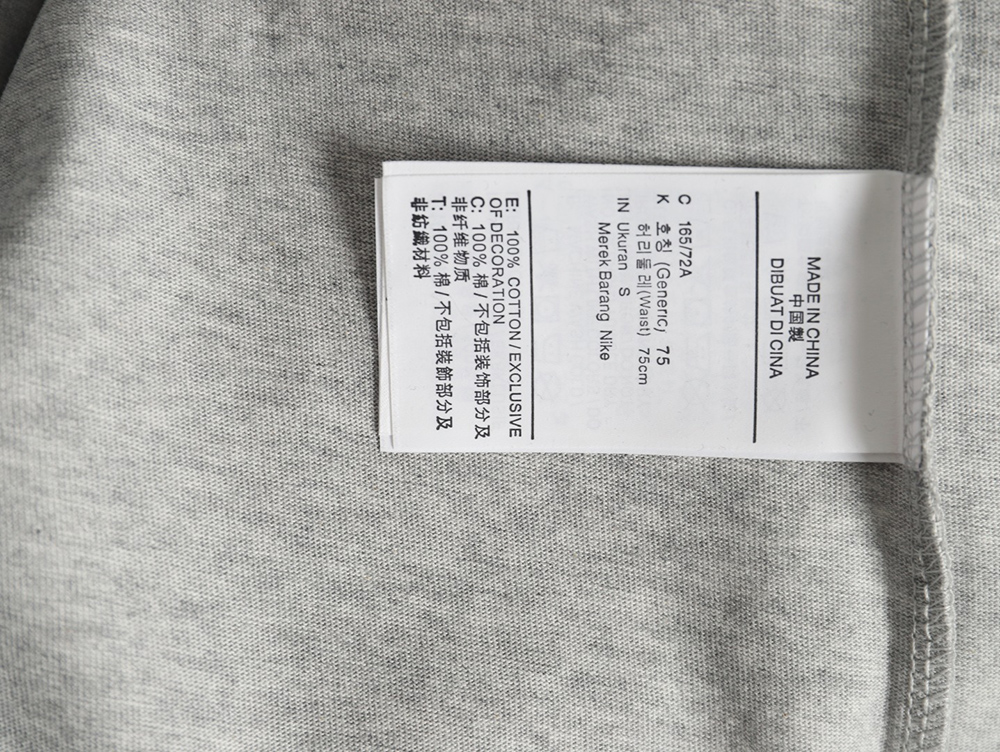 MADE IN CHINA
中国製
DIBUAT DI CINA
C 165/72A
K 호칭 (Generic) 75
허리둘레(Waist) 75cm
IN Ukuran S
Merek Barang Nike
E: 100% COTTON / EXCLUSIVE
OF DECORATION
C: 100% 棉 / 不包括装饰部分及
非纤维物质
T: 100% 棉 / 不包括裝飾部分及
非紡織材料